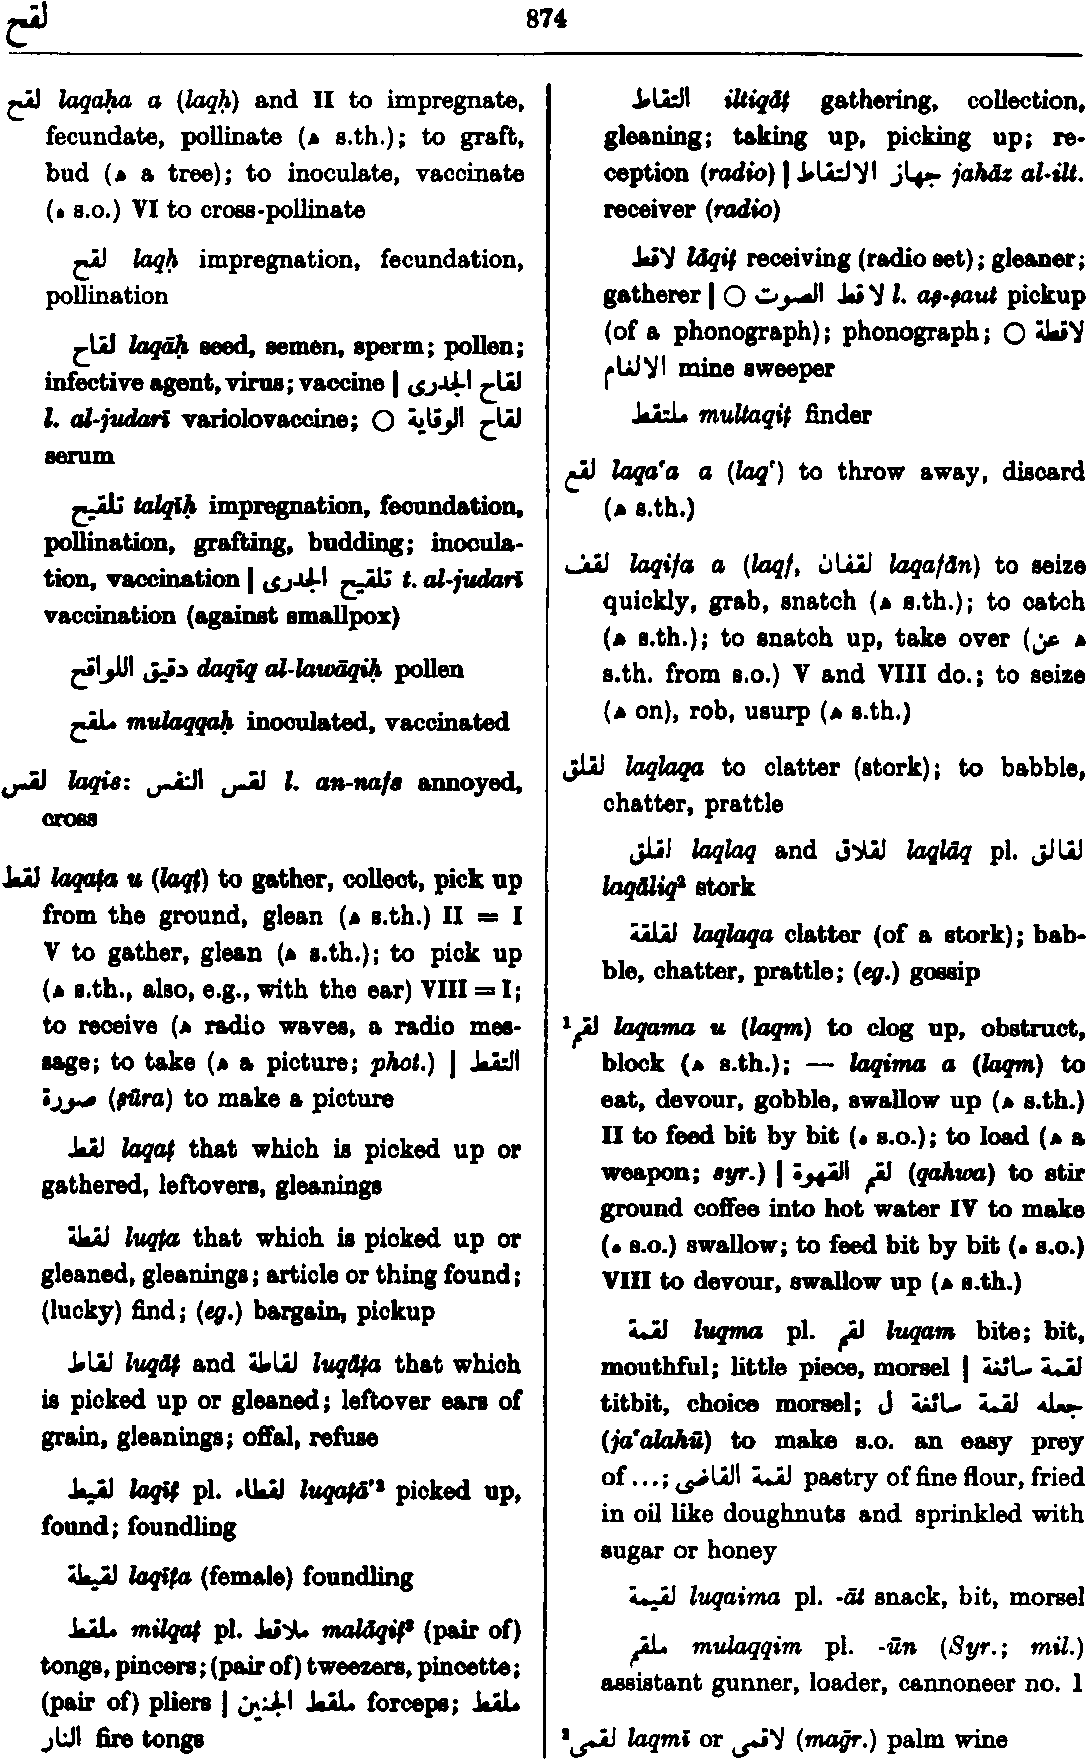 لقح
874
لقح laqaḥa a (laqḥ) and II to impregnate,
fecundate, pollinate (ه s.th.); to graft,
bud (ه a tree); to inoculate, vaccinate
(ه s.o.) VI to cross-pollinate
لقح laqḥ impregnation, fecundation,
pollination
لقاح laqāḥ seed, semen, sperm; pollen;
infective agent, virus; vaccine | لقاح الجدرى
l. al-judarī variolovaccine; ○ لقاح الوقاية
serum
تلقيح talqīḥ impregnation, fecundation,
pollination, grafting, budding; inocula-
tion, vaccination | تلقيح الجدرى t. al-judarī
vaccination (against smallpox)
دقيق اللواقح daqīq al-lawāqiḥ pollen
ملقح mulaqqaḥ inoculated, vaccinated
لقس laqis: لقس النفس l. an-nafs annoyed,
cross
لقط laqaṭa u (laqṭ) to gather, collect, pick up
from the ground, glean (ه s.th.) II = I
V to gather, glean (ه s.th.); to pick up
(ه s.th., also, e.g., with the ear) VIII = I;
to receive (ه radio waves, a radio mes-
sage; to take (ه a picture; phot.) | التقط
صورة (ṣūra) to make a picture
لقط laqaṭ that which is picked up or
gathered, leftovers, gleanings
لقطة luqṭa that which is picked up or
gleaned, gleanings; article or thing found;
(lucky) find; (eg.) bargain, pickup
لقاط luqāṭ and لقاطة luqāṭa that which
is picked up or gleaned; leftover ears of
grain, gleanings; offal, refuse
لقيط laqīṭ pl. لقطاء luqaṭā'² picked up,
found; foundling
لقيطة laqīṭa (female) foundling
ملقط milqaṭ pl. ملاقط malāqiṭ² (pair of)
tongs, pincers; (pair of) tweezers, pincette;
(pair of) pliers | ملقط الجنين forceps; ملقط
النار fire tongs
التقاط iltiqāṭ gathering, collection,
gleaning; taking up, picking up; re-
ception (radio) | جهاز الالتقاط jahāz al-ilt.
receiver (radio)
لاقط lāqiṭ receiving (radio set); gleaner;
gatherer | ○ لاقط الصوت l. aṣ-ṣaut pickup
(of a phonograph); phonograph; ○ لاقطة
الالغام mine sweeper
ملتقط multaqiṭ finder
لقع laqa‘a a (laq‘) to throw away, discard
(ه s.th.)
لقف laqifa a (laqf, لقفان laqafān) to seize
quickly, grab, snatch (ه s.th.); to catch
(ه s.th.); to snatch up, take over (ه عن
s.th. from s.o.) V and VIII do.; to seize
(ه on), rob, usurp (ه s.th.)
لقلق laqlaqa to clatter (stork); to babble,
chatter, prattle
لقلق laqlaq and لقلاق laqlāq pl. لقالق
laqāliq² stork
لقلقة laqlaqa clatter (of a stork); bab-
ble, chatter, prattle; (eg.) gossip
¹لقم laqama u (laqm) to clog up, obstruct,
block (ه s.th.); — laqima a (laqm) to
eat, devour, gobble, swallow up (ه s.th.)
II to feed bit by bit (ه s.o.); to load (ه a
weapon; syr.) | لقم القهوة (qahwa) to stir
ground coffee into hot water IV to make
(ه s.o.) swallow; to feed bit by bit (ه s.o.)
VIII to devour, swallow up (ه s.th.)
لقمة luqma pl. لقم luqam bite; bit,
mouthful; little piece, morsel | لقمة سائغة
titbit, choice morsel; جعله لقمة سائغة ل
(ja‘alahū) to make s.o. an easy prey
of ...; لقمة القاضى pastry of fine flour, fried
in oil like doughnuts and sprinkled with
sugar or honey
لقيمة luqaima pl. -āt snack, bit, morsel
ملقم mulaqqim pl. -ūn (Syr.; mil.)
assistant gunner, loader, cannoneer no. 1
²لقمى laqmī or لاقمى (maḡr.) palm wine